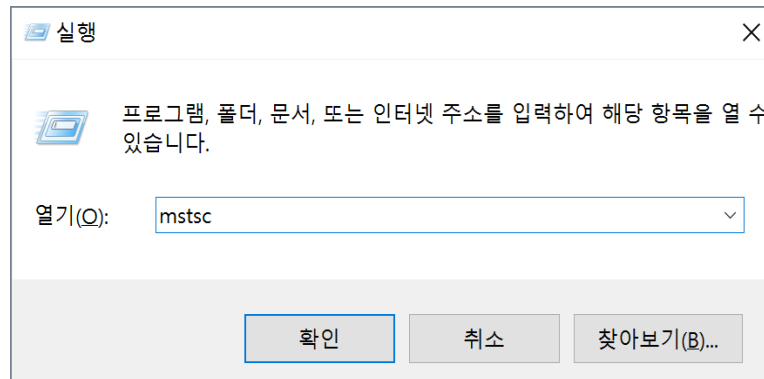 실행
프로그램, 폴더, 문서, 또는 인터넷 주소를 입력하여 해당 항목을 열 수
있습니다.
열기(O): mstsc
확인 취소 찾아보기(B)...